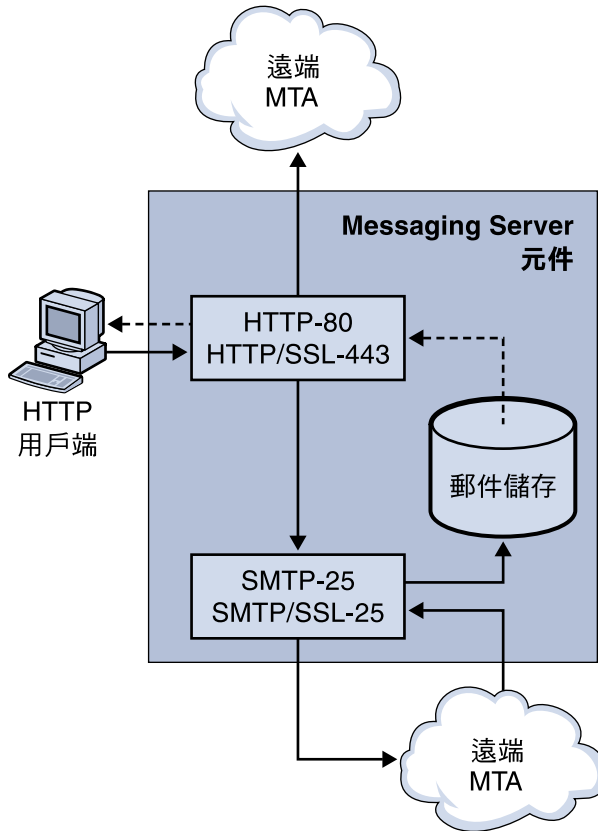 遠端
MTA
Messaging Server
元件
HTTP-80
HTTP/SSL-443
HTTP
用戶端
郵件儲存
SMTP-25
SMTP/SSL-25
遠端
MTA